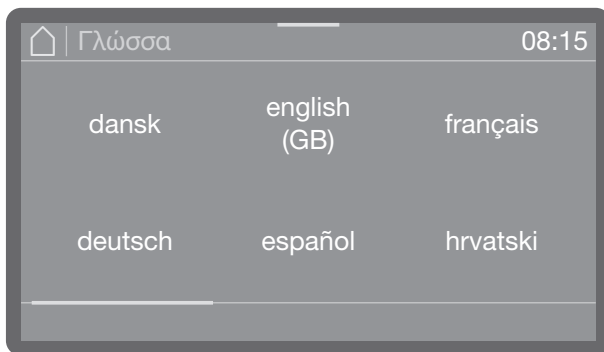 Γλώσσα 08:15
dansk english (GB) français
deutsch español hrvatski